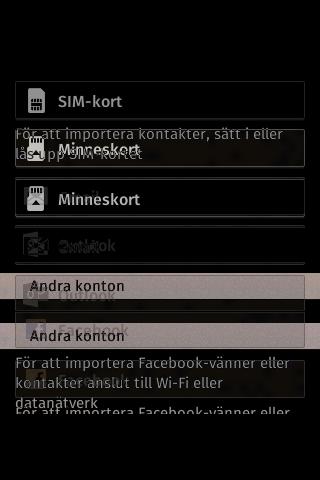 SIM-kort
För att importera kontakter, sätt i eller
lås upp SIM-kortet
Minneskort
Minneskort
Gmail
Outlook
Andra konton
Outlook
Facebook
Andra konton
För att importera Facebook-vänner eller
kontakter anslut till Wi-Fi eller
Facebook
datanätverk
För att importera Facebook-vänner eller